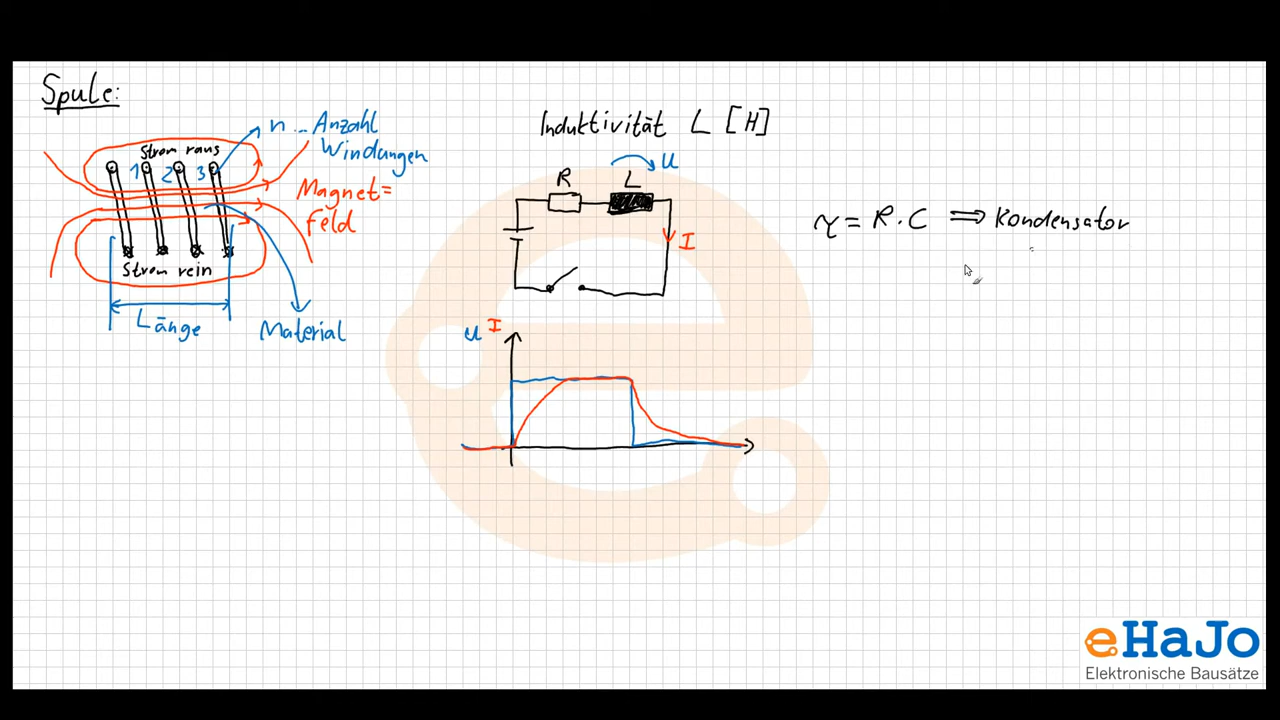 Spule:
n ... Anzahl
Windungen
Strom raus
1 2 3
Magnet=
feld
Strom rein
Länge
Material
Induktivität L [H]
u
R L
I
u I
τ = R · C ⇒ Kondensator
eHaJo
Elektronische Bausätze